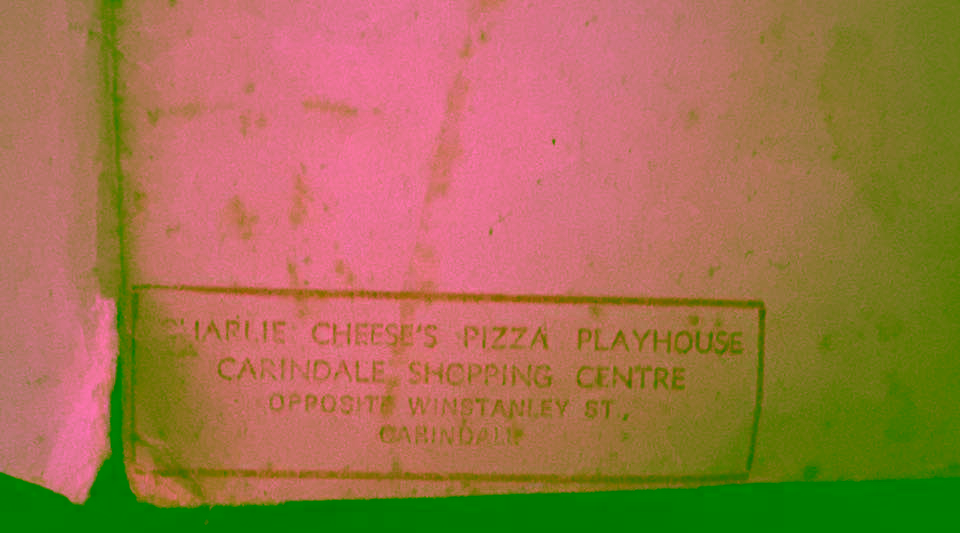 CHARLIE CHEESE'S PIZZA PLAYHOUSE
CARINDALE SHOPPING CENTRE
OPPOSITE WINSTANLEY ST,
CARINDALE